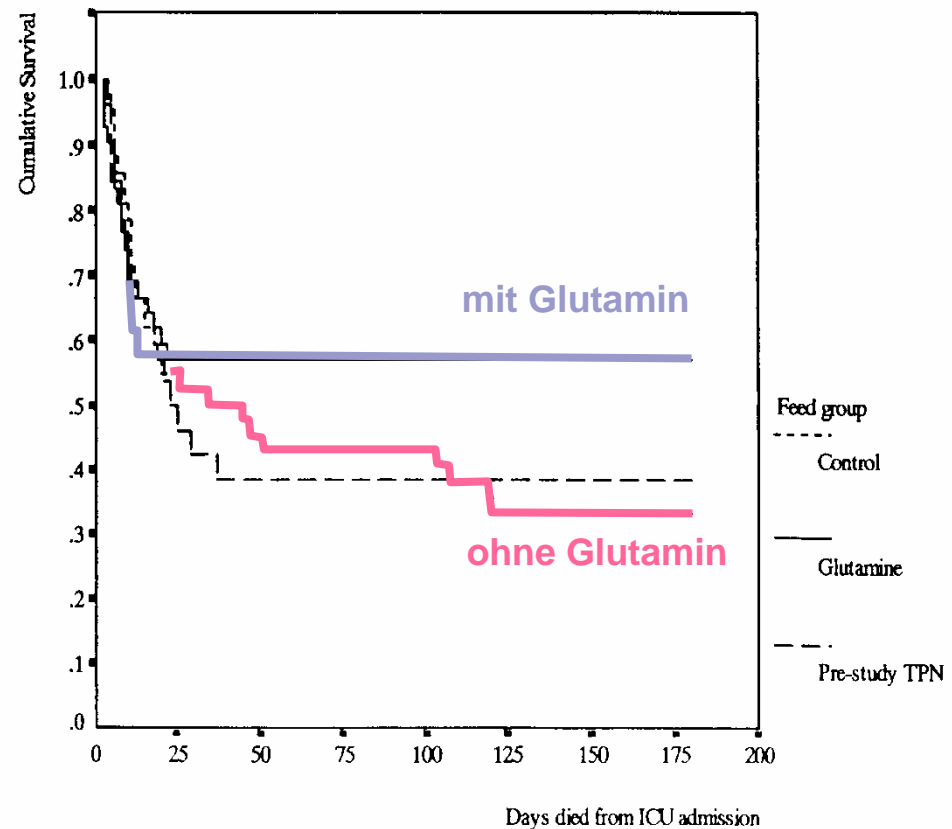 Cumulative Survival
1.0
.9
.8
.7
.6
.5
.4
.3
.2
.1
.0
mit Glutamin
ohne Glutamin
Feed group
Control
Glutamine
Pre-study TPN
0 25 50 75 100 125 150 175 200
Days died from ICU admission